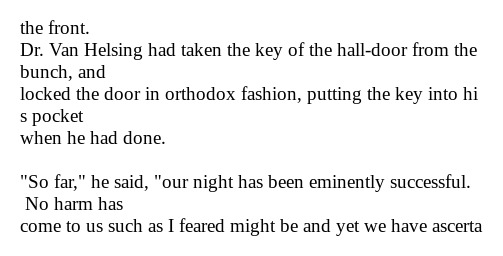 the front.
Dr. Van Helsing had taken the key of the hall-door from the
bunch, and
locked the door in orthodox fashion, putting the key into hi
s pocket
when he had done.

"So far," he said, "our night has been eminently successful.
 No harm has
come to us such as I feared might be and yet we have ascerta